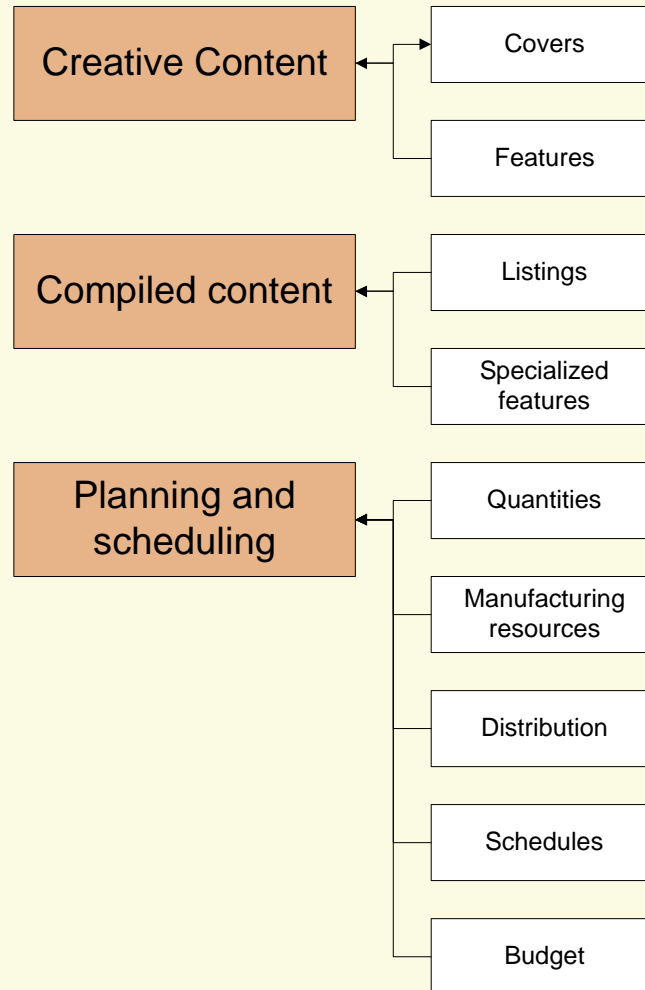 Creative Content
Covers
Features
Compiled content
Listings
Specialized
features
Planning and
scheduling
Quantities
Manufacturing
resources
Distribution
Schedules
Budget